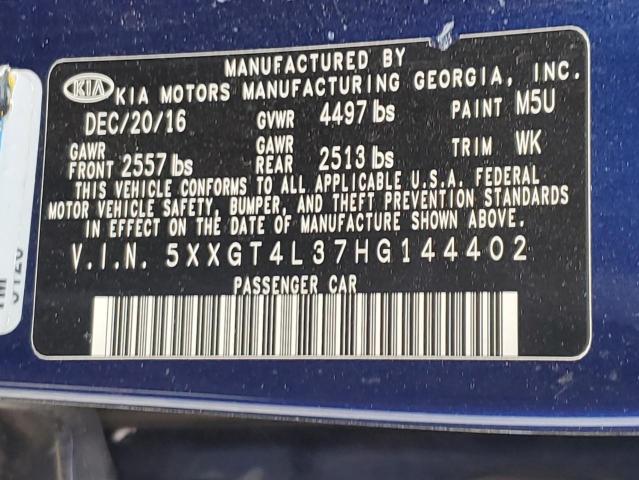 MANUFACTURED BY
KIA KIA MOTORS MANUFACTURING GEORGIA, INC.
DEC/20/16 GVWR 4497 lbs PAINT M5U
GAWR FRONT 2557 lbs GAWR REAR 2513 lbs TRIM WK
THIS VEHICLE CONFORMS TO ALL APPLICABLE U.S.A. FEDERAL
MOTOR VEHICLE SAFETY, BUMPER, AND THEFT PREVENTION STANDARDS
IN EFFECT ON THE DATE OF MANUFACTURE SHOWN ABOVE.
V.I.N. 5XXGT4L37HG144402
PASSENGER CAR